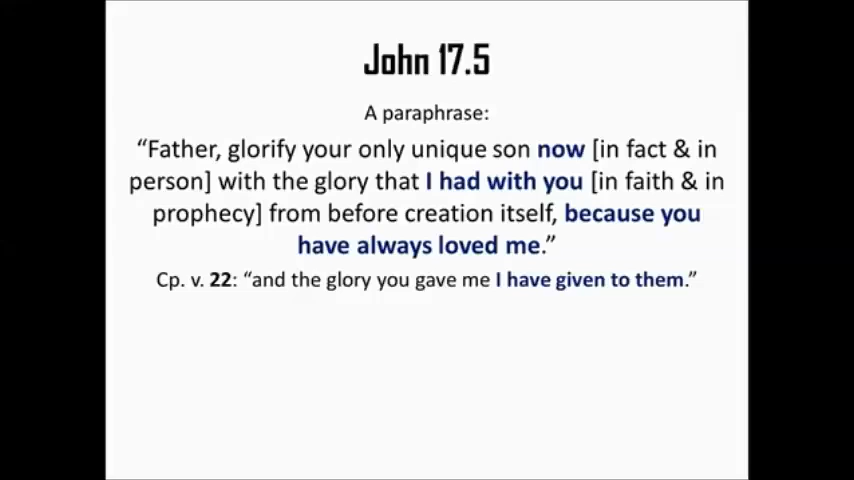 John 17.5
A paraphrase:
“Father, glorify your only unique son now [in fact & in
person] with the glory that I had with you [in faith & in
prophecy] from before creation itself, because you
have always loved me.”
Cp. v. 22: “and the glory you gave me I have given to them.”